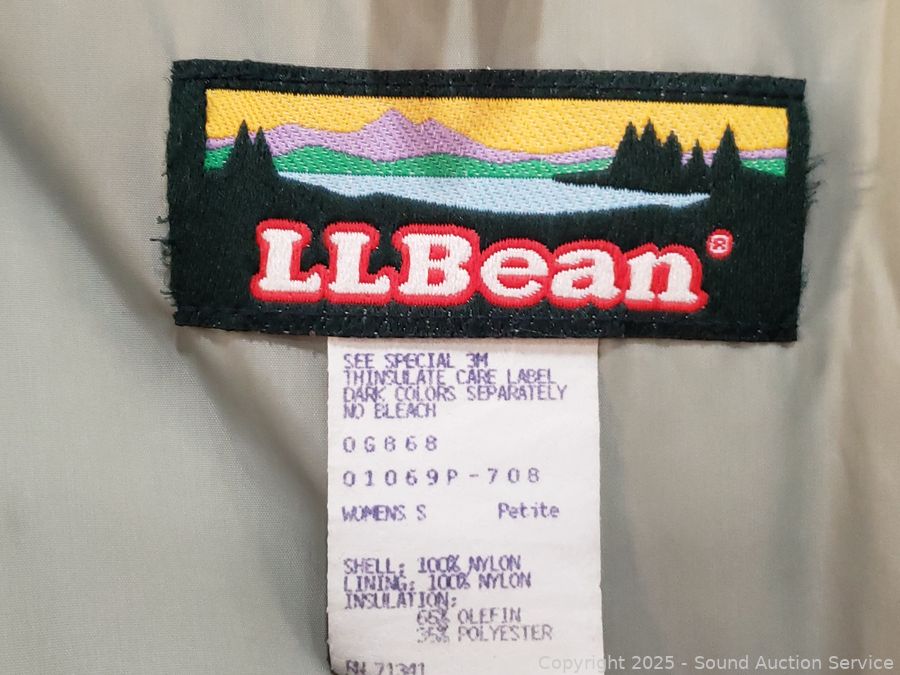 LLBean®
SEE SPECIAL 3M
THINSULATE CARE LABEL
DARK COLORS SEPARATELY
NO BLEACH
0G868
01069P-708
WOMENS S Petite
SHELL: 100% NYLON
LINING: 100% NYLON
INSULATION:
65% OLEFIN
35% POLYESTER
RN 71341
Copyright 2025 - Sound Auction Service